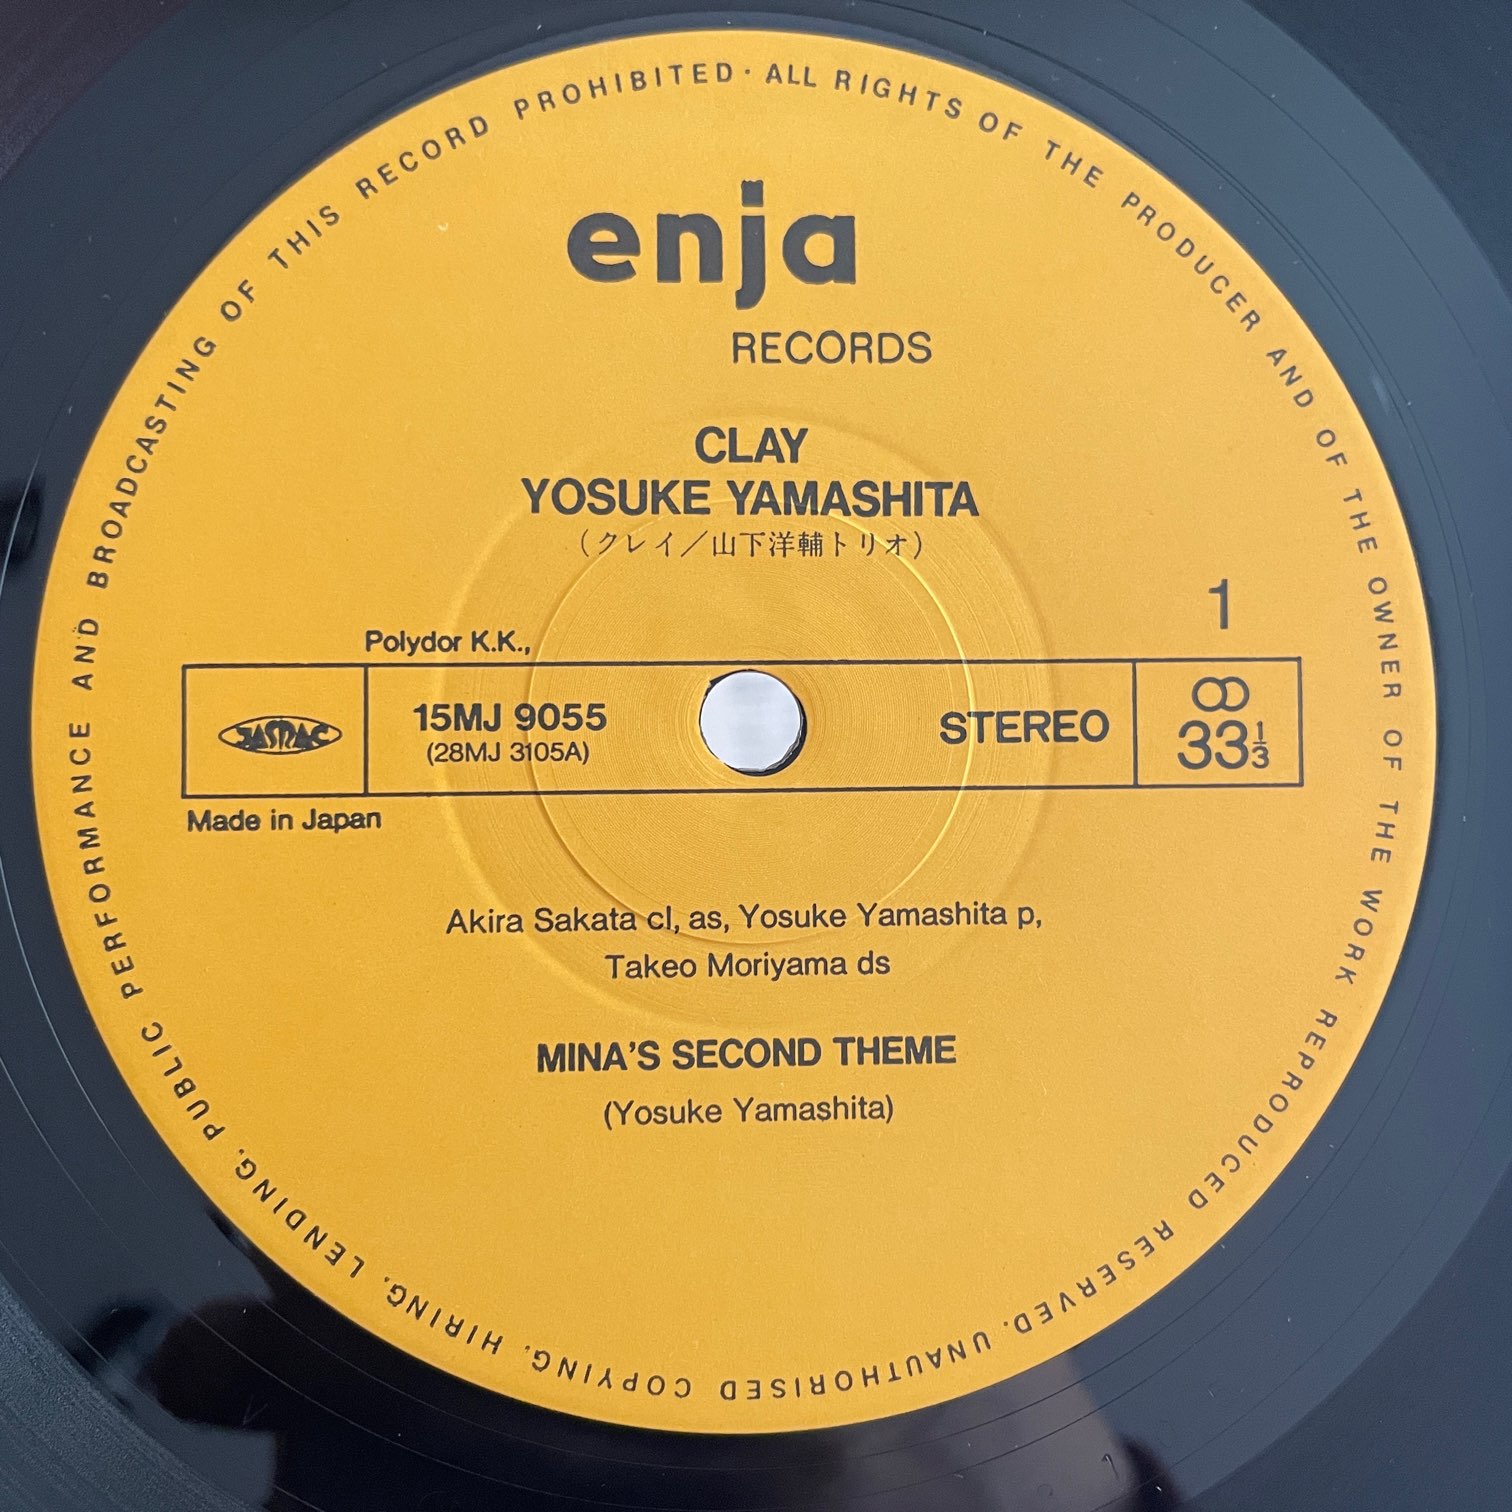 PUBLIC PERFORMANCE AND BROADCASTING OF THIS RECORD PROHIBITED · ALL RIGHTS OF THE PRODUCER AND OF THE OWNER OF THE WORK REPRODUCED RESERVED. UNAUTHORISED COPYING, HIRING, LENDING,
enja
RECORDS
CLAY
YOSUKE YAMASHITA
(クレイ／山下洋輔トリオ)
1
Polydor K.K.,
JASRAC
15MJ 9055
(28MJ 3105A)
STEREO
33 1/3
Made in Japan
Akira Sakata cl, as, Yosuke Yamashita p,
Takeo Moriyama ds
MINA'S SECOND THEME
(Yosuke Yamashita)